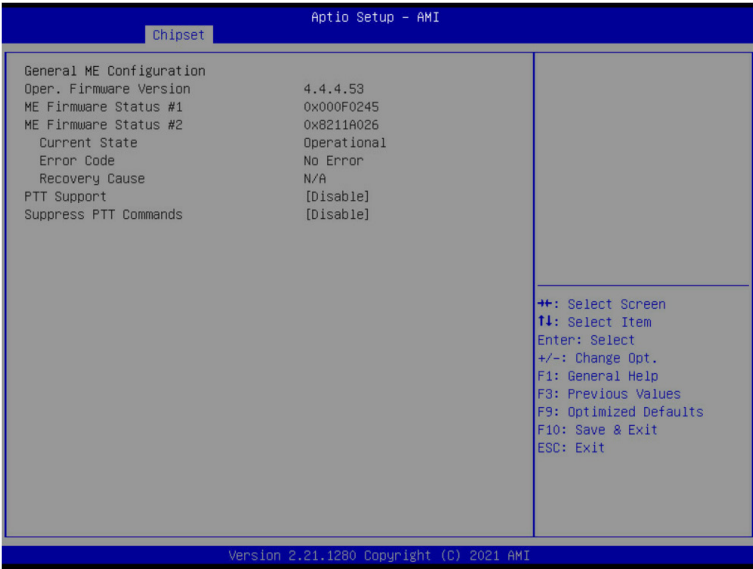 Aptio Setup – AMI
Chipset
General ME Configuration
Oper. Firmware Version 4.4.4.53
ME Firmware Status #1 0x000F0245
ME Firmware Status #2 0x8211A026
Current State Operational
Error Code No Error
Recovery Cause N/A
PTT Support [Disable]
Suppress PTT Commands [Disable]
→←: Select Screen
↑↓: Select Item
Enter: Select
+/-: Change Opt.
F1: General Help
F3: Previous Values
F9: Optimized Defaults
F10: Save & Exit
ESC: Exit
Version 2.21.1280 Copyright (C) 2021 AMI